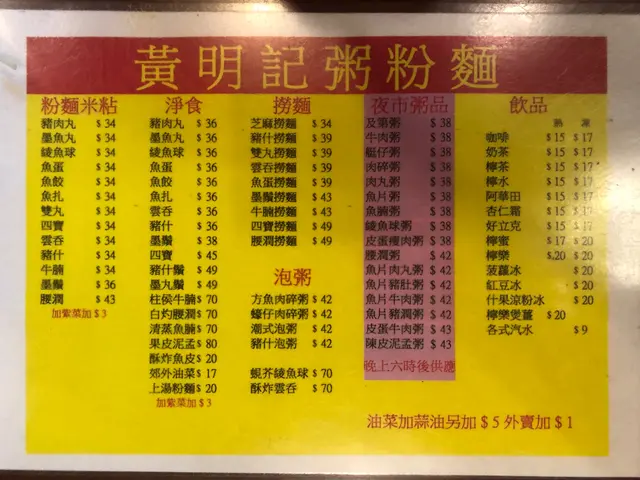 黃明記粥粉麵
粉麵米粘
豬肉丸 $34
墨魚丸 $34
鯪魚球 $34
魚蛋 $34
魚餃 $34
魚扎 $34
雙丸 $34
四寶 $34
雲吞 $34
豬什 $34
牛腩 $34
墨鬚 $36
腰潤 $43
加紫菜加$3
淨食
豬肉丸 $36
墨魚丸 $36
鯪魚球 $36
魚蛋 $36
魚餃 $36
魚扎 $36
雲吞 $36
豬什 $36
墨鬚 $38
四寶 $45
豬什鬚 $49
墨丸鬚 $49
柱侯牛腩 $70
白灼腰潤 $70
清蒸魚腩 $70
果皮泥孟 $80
酥炸魚皮 $20
郊外油菜 $17
上湯粉麵 $20
加紫菜加$3
撈麵
芝麻撈麵 $34
豬什撈麵 $39
雙丸撈麵 $39
雲吞撈麵 $39
魚蛋撈麵 $39
墨鬚撈麵 $43
牛腩撈麵 $43
四寶撈麵 $49
腰潤撈麵 $49
泡粥
方魚肉碎粥 $42
蠔仔肉碎粥 $42
潮式泡粥 $42
豬什泡粥 $42
蜆芥鯪魚球 $70
酥炸雲吞 $70
夜市粥品
及第粥 $38
牛肉粥 $38
艇仔粥 $38
肉碎粥 $38
肉丸粥 $38
魚片粥 $38
魚腩粥 $38
鯪魚球粥 $38
皮蛋瘦肉粥 $38
腰潤粥 $42
魚片肉丸粥 $42
魚片豬肚粥 $42
魚片牛肉粥 $42
魚片豬潤粥 $42
皮蛋牛肉粥 $43
陳皮泥孟粥 $43
晚上六時後供應
飲品
熱 凍
咖啡 $15 $17
奶茶 $15 $17
檸茶 $15 $17
檸水 $15 $17
阿華田 $15 $17
杏仁霜 $15 $17
好立克 $15 $17
檸蜜 $17 $20
檸樂 $20 $20
菠蘿冰 $20
紅豆冰 $20
什果涼粉冰 $20
檸樂煲薑 $20
各式汽水 $9
油菜加蒜油另加$5外賣加$1